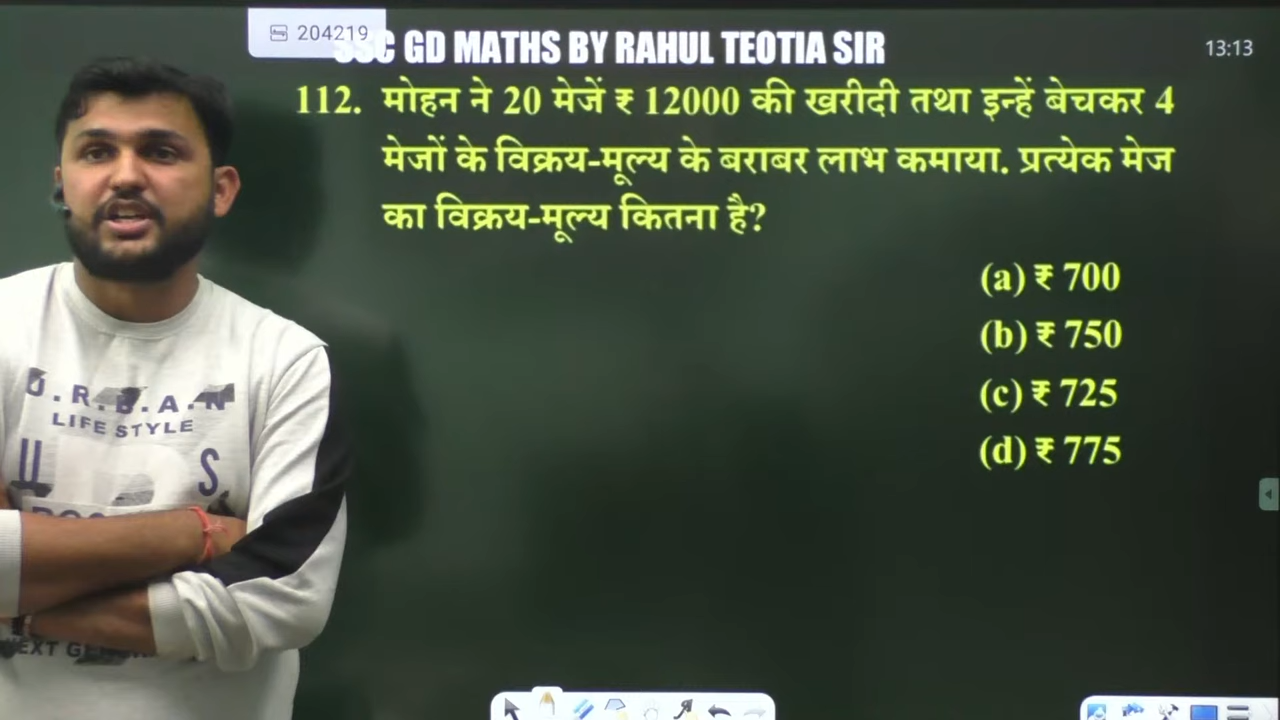 204219
SSC GD MATHS BY RAHUL TEOTIA SIR
13:13
112. मोहन ने 20 मेजें ₹ 12000 की खरीदी तथा इन्हें बेचकर 4
मेजों के विक्रय-मूल्य के बराबर लाभ कमाया. प्रत्येक मेज
का विक्रय-मूल्य कितना है?
(a) ₹ 700
(b) ₹ 750
(c) ₹ 725
(d) ₹ 775
U.R.B.A.N
LIFE STYLE
U S